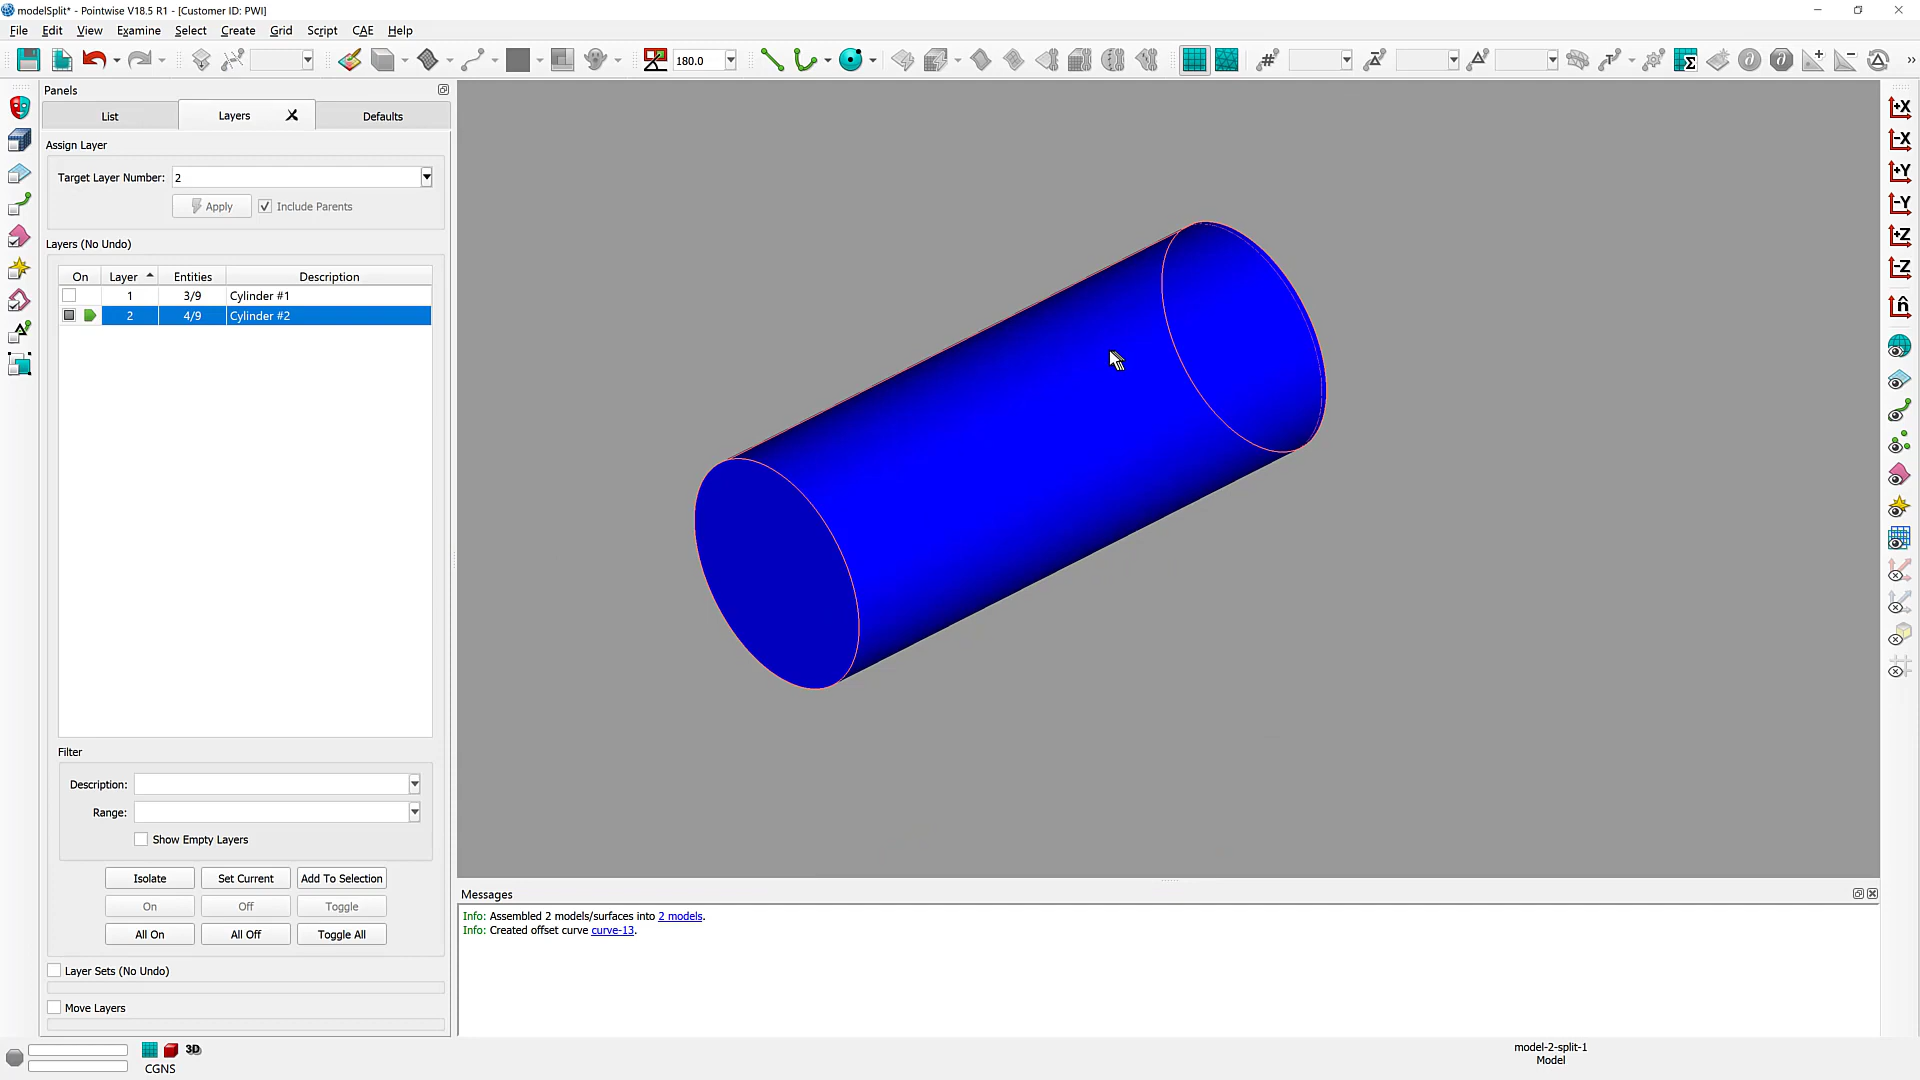 modelSplit* - Pointwise V18.5 R1 - [Customer ID: PWI]
File Edit View Examine Select Create Grid Script CAE Help
180.0
Panels
List Layers Defaults
Assign Layer
Target Layer Number: 2
Apply Include Parents
Layers (No Undo)
On Layer Entities Description
1 3/9 Cylinder #1
2 4/9 Cylinder #2
Filter
Description:
Range:
Show Empty Layers
Isolate Set Current Add To Selection
On Off Toggle
All On All Off Toggle All
Layer Sets (No Undo)
Move Layers
+X
-X
+Y
-Y
+Z
-Z
n̂
Messages
Info: Assembled 2 models/surfaces into 2 models.
Info: Created offset curve curve-13.
3D
CGNS
model-2-split-1
Model